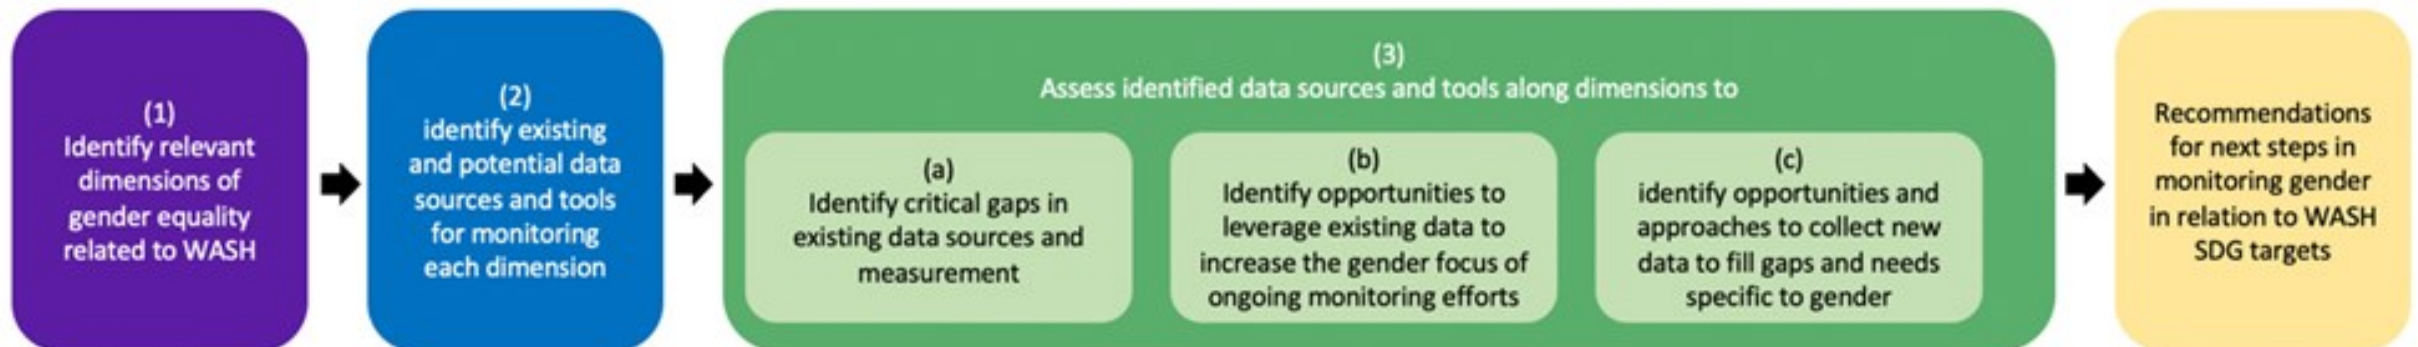 (1)
Identify relevant
dimensions of
gender equality
related to WASH
(2)
identify existing
and potential data
sources and tools
for monitoring
each dimension
(3)
Assess identified data sources and tools along dimensions to
(a)
Identify critical gaps in
existing data sources and
measurement
(b)
Identify opportunities to
leverage existing data to
increase the gender focus of
ongoing monitoring efforts
(c)
identify opportunities and
approaches to collect new
data to fill gaps and needs
specific to gender
Recommendations
for next steps in
monitoring gender
in relation to WASH
SDG targets